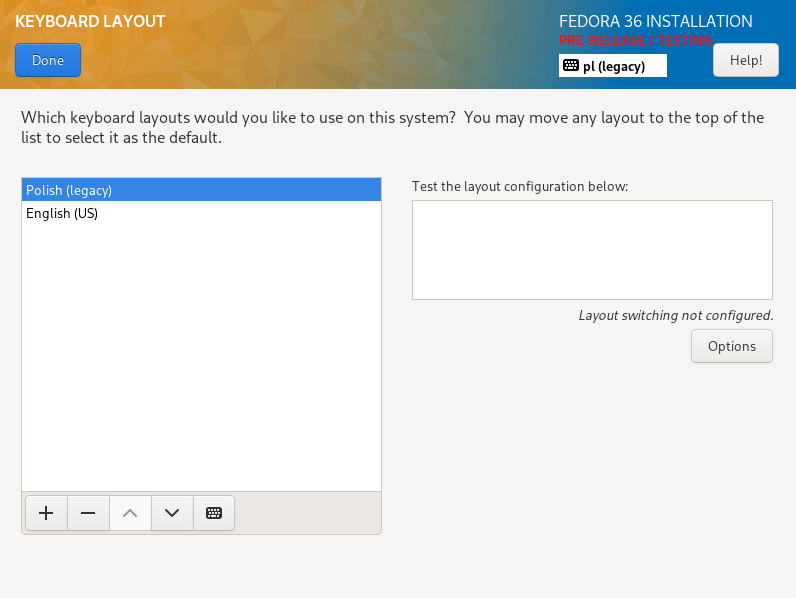 KEYBOARD LAYOUT
FEDORA 36 INSTALLATION
PRE-RELEASE / TESTING
Done
pl (legacy)
Help!
Which keyboard layouts would you like to use on this system?  You may move any layout to the top of the
list to select it as the default.
Polish (legacy)
English (US)
Test the layout configuration below:
Layout switching not configured.
Options